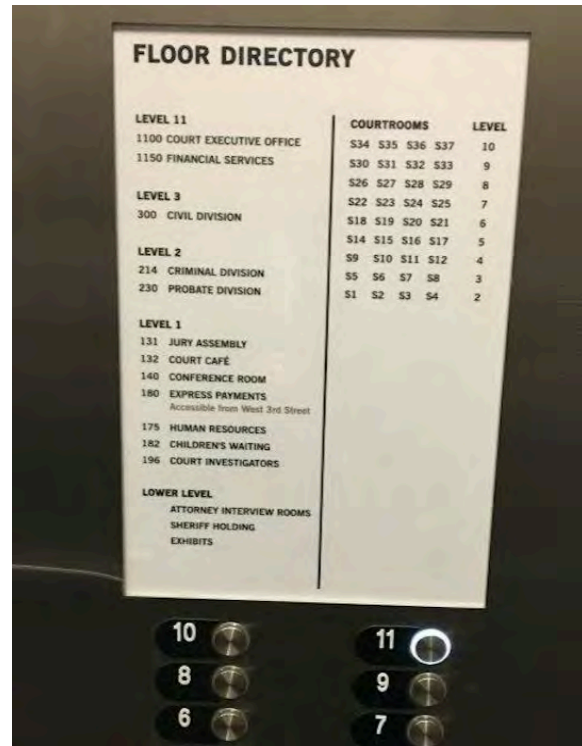 FLOOR DIRECTORY
LEVEL 11
1100 COURT EXECUTIVE OFFICE
1150 FINANCIAL SERVICES
LEVEL 3
300 CIVIL DIVISION
LEVEL 2
214 CRIMINAL DIVISION
230 PROBATE DIVISION
LEVEL 1
131 JURY ASSEMBLY
132 COURT CAFÉ
140 CONFERENCE ROOM
180 EXPRESS PAYMENTS
Accessible from West 3rd Street
175 HUMAN RESOURCES
182 CHILDREN'S WAITING
196 COURT INVESTIGATORS
LOWER LEVEL
ATTORNEY INTERVIEW ROOMS
SHERIFF HOLDING
EXHIBITS
COURTROOMS LEVEL
S34 S35 S36 S37 10
S30 S31 S32 S33 9
S26 S27 S28 S29 8
S22 S23 S24 S25 7
S18 S19 S20 S21 6
S14 S15 S16 S17 5
S9 S10 S11 S12 4
S5 S6 S7 S8 3
S1 S2 S3 S4 2
10 11
8 9
6 7